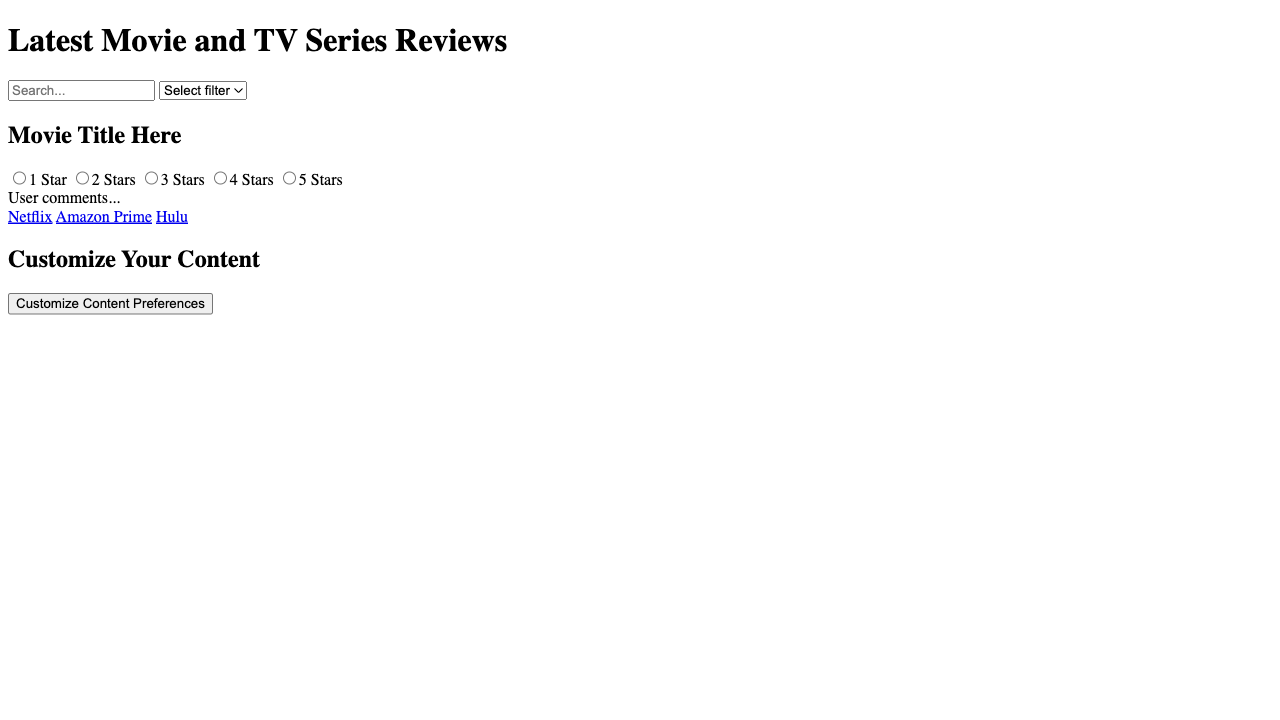 Latest Movie and TV Series Reviews
Search... Select filter
Movie Title Here
1 Star 2 Stars 3 Stars 4 Stars 5 Stars
User comments...
Netflix Amazon Prime Hulu
Customize Your Content
Customize Content Preferences